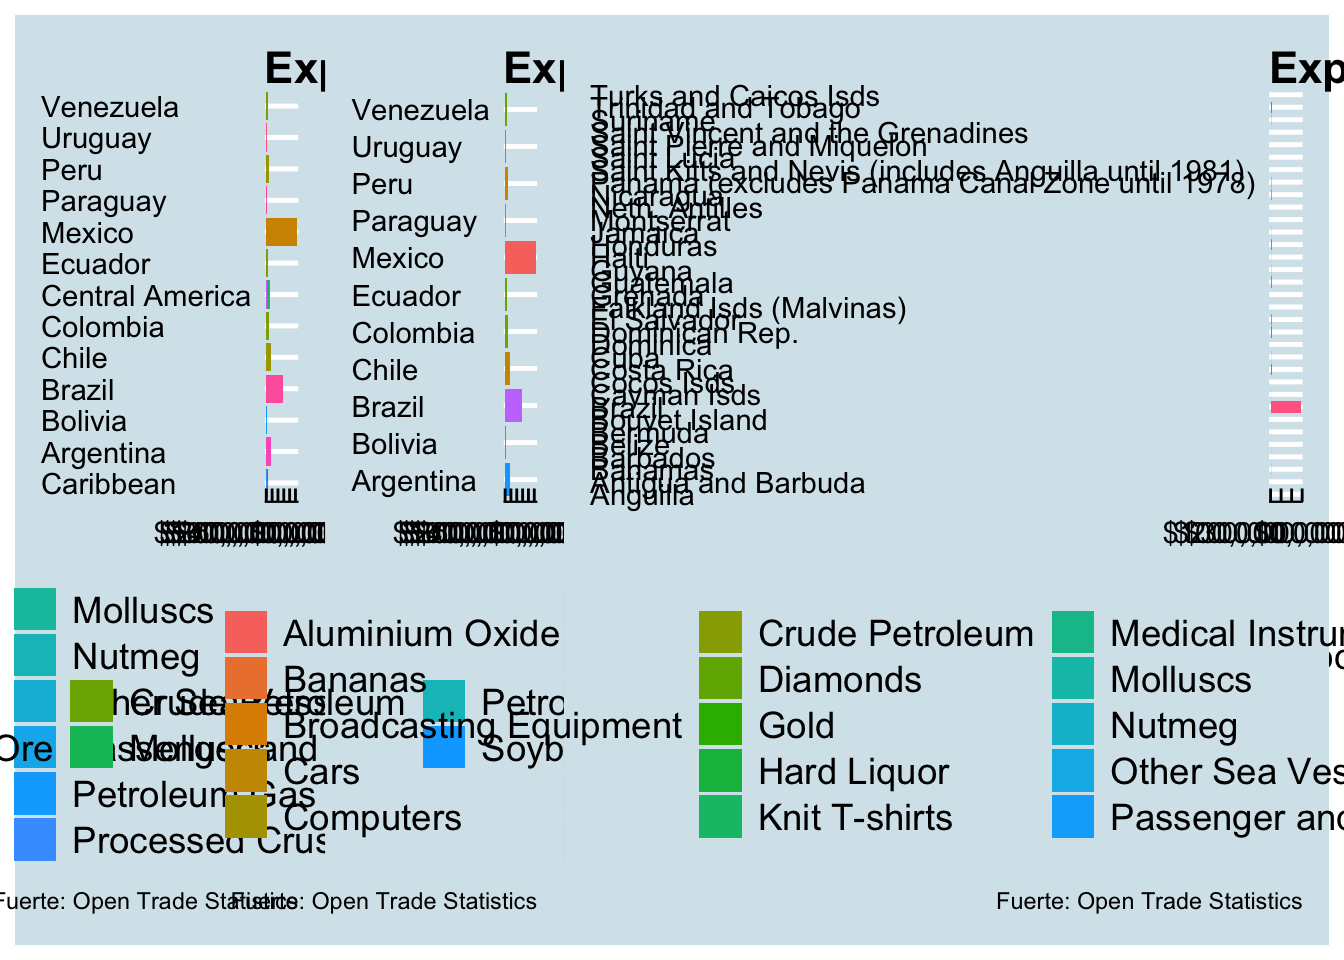 Exp
Venezuela
Uruguay
Peru
Paraguay
Mexico
Ecuador
Central America
Colombia
Chile
Brazil
Bolivia
Argentina
Caribbean
Exp
Venezuela
Uruguay
Peru
Paraguay
Mexico
Ecuador
Colombia
Chile
Brazil
Bolivia
Argentina
Exp
Turks and Caicos Isds
Trinidad and Tobago
Suriname
Saint Vincent and the Grenadines
Saint Pierre and Miquelon
Saint Lucia
Saint Kitts and Nevis (includes Anguilla until 1981)
Panama (excludes Panama Canal Zone until 1978)
Nicaragua
Neth. Antilles
Montserrat
Jamaica
Honduras
Haiti
Guyana
Guatemala
Grenada
Falkland Isds (Malvinas)
El Salvador
Dominican Rep.
Dominica
Cuba
Costa Rica
Cocos Isds
Cayman Isds
Brazil
Bouvet Island
Bermuda
Belize
Barbados
Bahamas
Antigua and Barbuda
Anguilla
Molluscs
Nutmeg
Ore
Petroleum Gas
Processed Crus
Crude Petroleum
Molluscs
Petro
Soyb
Aluminium Oxide
Bananas
Broadcasting Equipment
Cars
Computers
Crude Petroleum
Diamonds
Gold
Hard Liquor
Knit T-shirts
Medical Instru
Molluscs
Nutmeg
Other Sea Ves
Passenger and
Fuerte: Open Trade Statistics
Fuerte: Open Trade Statistics
Fuerte: Open Trade Statistics